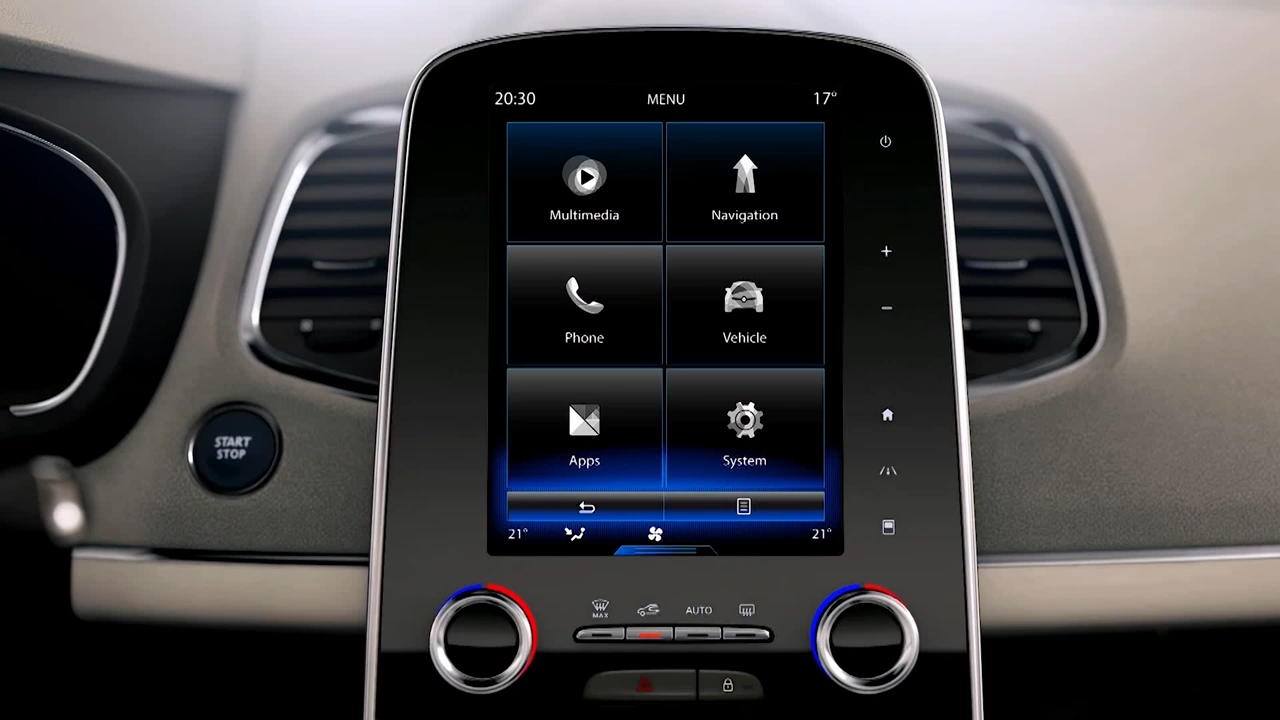 20:30 MENU 17°
Multimedia Navigation
Phone Vehicle
START
STOP
Apps System
21° 21°
MAX AUTO